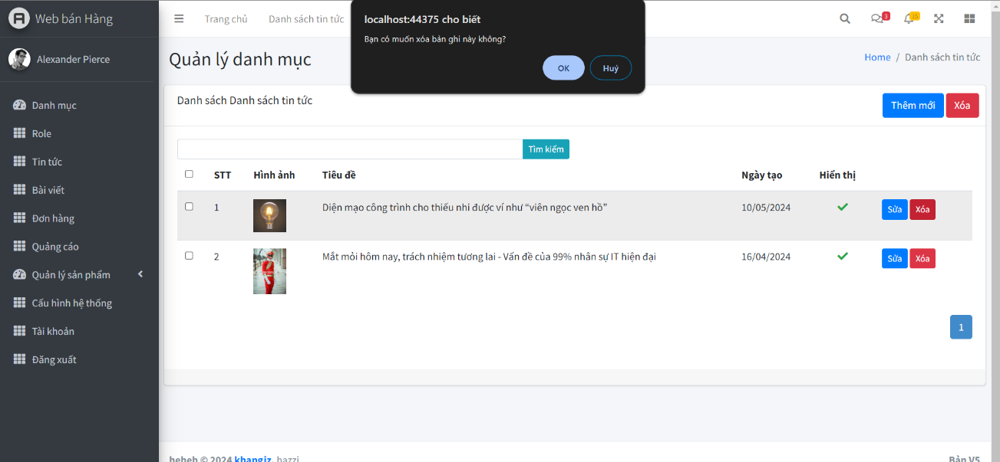 Web bán Hàng
Trang chủ
Danh sách tin tức
localhost:44375 cho biết
Bạn có muốn xóa bản ghi này không?
OK
Huỷ
3
15
Alexander Pierce
Quản lý danh mục
Home / Danh sách tin tức
Danh mục
Role
Tin tức
Bài viết
Đơn hàng
Quảng cáo
Quản lý sản phẩm
Cấu hình hệ thống
Tài khoản
Đăng xuất
Danh sách Danh sách tin tức
Thêm mới
Xóa
Tìm kiếm
STT Hình ảnh Tiêu đề Ngày tạo Hiển thị
1 Diện mạo công trình cho thiếu nhi được ví như “viên ngọc ven hồ” 10/05/2024 Sửa Xóa
2 Mắt mỏi hôm nay, trách nhiệm tương lai - Vấn đề của 99% nhân sự IT hiện đại 16/04/2024 Sửa Xóa
1
heheh © 2024 khangiz. hazzi
Bản V5